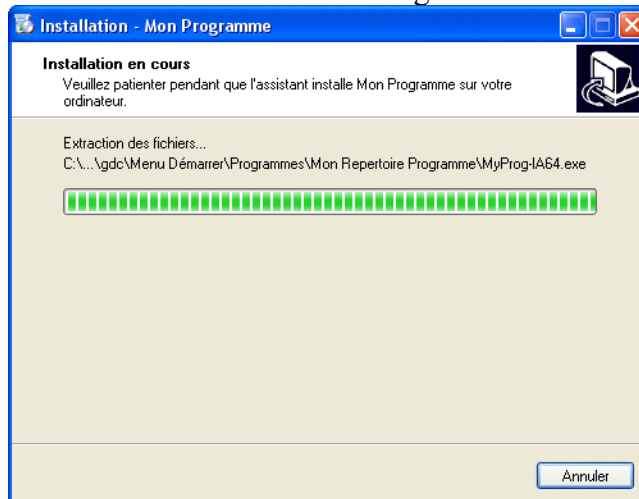 Installation - Mon Programme
Installation en cours
Veuillez patienter pendant que l'assistant installe Mon Programme sur votre
ordinateur.
Extraction des fichiers...
C:\...\gdc\Menu Démarrer\Programmes\Mon Repertoire Programme\MyProg-IA64.exe
Annuler